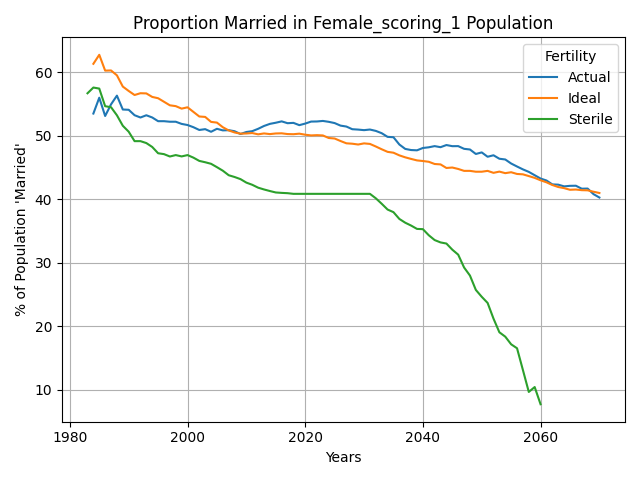 Proportion Married in Female_scoring_1 Population
% of Population 'Married'
60
50
40
30
20
10
Fertility
Actual
Ideal
Sterile
1980
2000
2020
2040
2060
Years